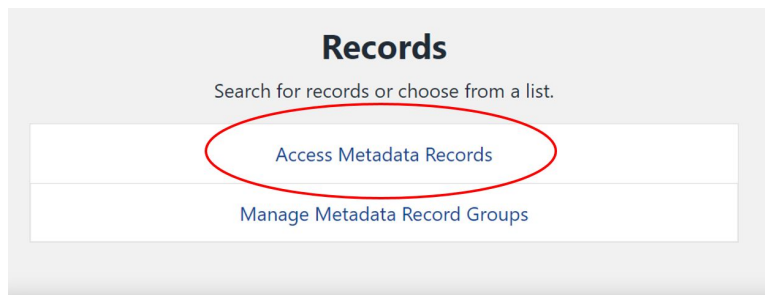 Records
Search for records or choose from a list.
Access Metadata Records
Manage Metadata Record Groups